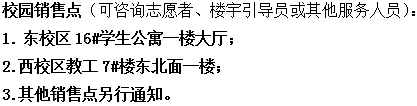 校园销售点（可咨询志愿者、楼宇引导员或其他服务人员）：
1. 东校区 16#学生公寓一楼大厅；
2.西校区教工 7#楼东北面一楼；
3.其他销售点另行通知。